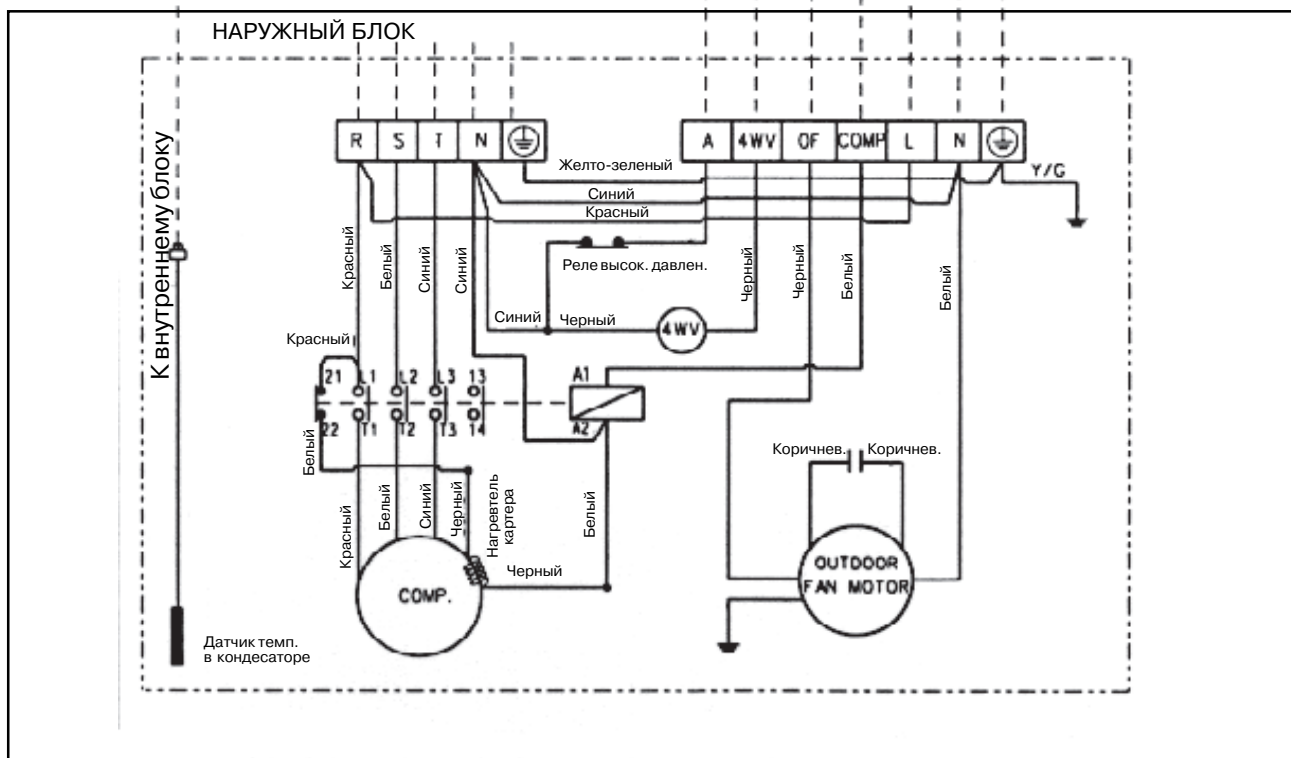 НАРУЖНЫЙ БЛОК
К внутреннему блоку
R S T N
A 4WV OF COMP L N
Желто-зеленый
Y/G
Синий
Красный
Реле высок. давлен.
Красный
Белый
Синий
Синий
Черный
Черный
Белый
Белый
Синий
Черный
4WV
Красный
21 L1 L2 L3 13
A1
22 T1 T2 T3 14
A2
Белый
Коричнев. Коричнев.
Красный
Белый
Синий
Черный
Нагревтель
картера
Белый
Черный
COMP.
OUTDOOR
FAN MOTOR
Датчик темп.
в кондесаторе